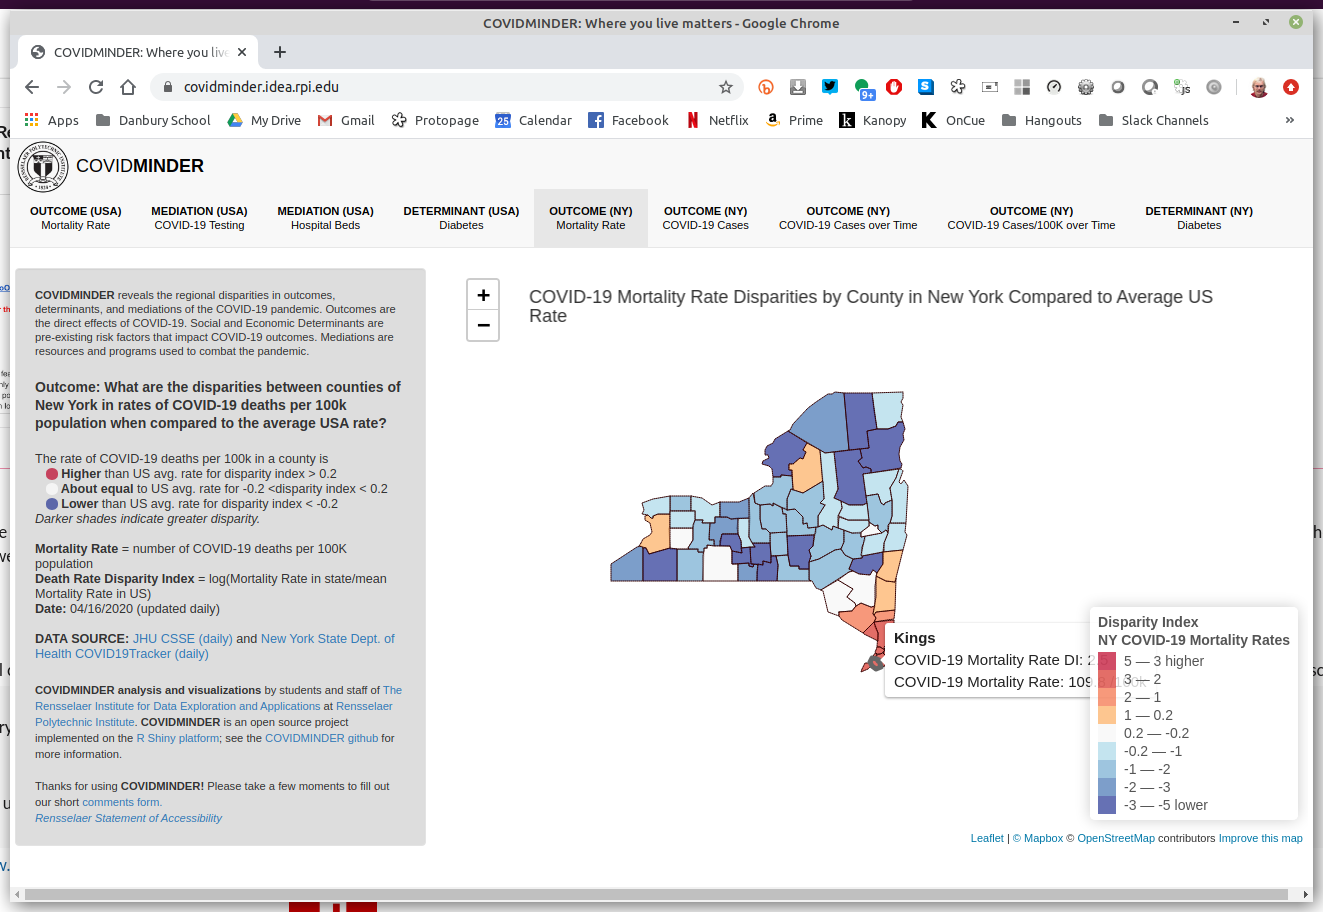 COVIDMINDER: Where you live matters - Google Chrome
COVIDMINDER: Where you live
covidminder.idea.rpi.edu
9+
JS
Apps
Danbury School
My Drive
Gmail
Protopage
25
Calendar
Facebook
Netflix
Prime
Kanopy
OnCue
Hangouts
Slack Channels
»
COVIDMINDER
OUTCOME (USA)
Mortality Rate
MEDIATION (USA)
COVID-19 Testing
MEDIATION (USA)
Hospital Beds
DETERMINANT (USA)
Diabetes
OUTCOME (NY)
Mortality Rate
OUTCOME (NY)
COVID-19 Cases
OUTCOME (NY)
COVID-19 Cases over Time
OUTCOME (NY)
COVID-19 Cases/100K over Time
DETERMINANT (NY)
Diabetes
COVIDMINDER reveals the regional disparities in outcomes,
determinants, and mediations of the COVID-19 pandemic. Outcomes are
the direct effects of COVID-19. Social and Economic Determinants are
pre-existing risk factors that impact COVID-19 outcomes. Mediations are
resources and programs used to combat the pandemic.
Outcome: What are the disparities between counties of
New York in rates of COVID-19 deaths per 100k
population when compared to the average USA rate?
The rate of COVID-19 deaths per 100k in a county is
Higher than US avg. rate for disparity index > 0.2
About equal to US avg. rate for -0.2 <disparity index < 0.2
Lower than US avg. rate for disparity index < -0.2
Darker shades indicate greater disparity.
Mortality Rate = number of COVID-19 deaths per 100K
population
Death Rate Disparity Index = log(Mortality Rate in state/mean
Mortality Rate in US)
Date: 04/16/2020 (updated daily)
DATA SOURCE: JHU CSSE (daily) and New York State Dept. of
Health COVID19Tracker (daily)
COVIDMINDER analysis and visualizations by students and staff of The
Rensselaer Institute for Data Exploration and Applications at Rensselaer
Polytechnic Institute. COVIDMINDER is an open source project
implemented on the R Shiny platform; see the COVIDMINDER github for
more information.
Thanks for using COVIDMINDER! Please take a few moments to fill out
our short comments form.
Rensselaer Statement of Accessibility
+
−
COVID-19 Mortality Rate Disparities by County in New York Compared to Average US
Rate
Kings
COVID-19 Mortality Rate DI: 2
COVID-19 Mortality Rate: 109
Disparity Index
NY COVID-19 Mortality Rates
5 — 3 higher
3 — 2
2 — 1
1 — 0.2
0.2 — -0.2
-0.2 — -1
-1 — -2
-2 — -3
-3 — -5 lower
Leaflet | © Mapbox © OpenStreetMap contributors Improve this map